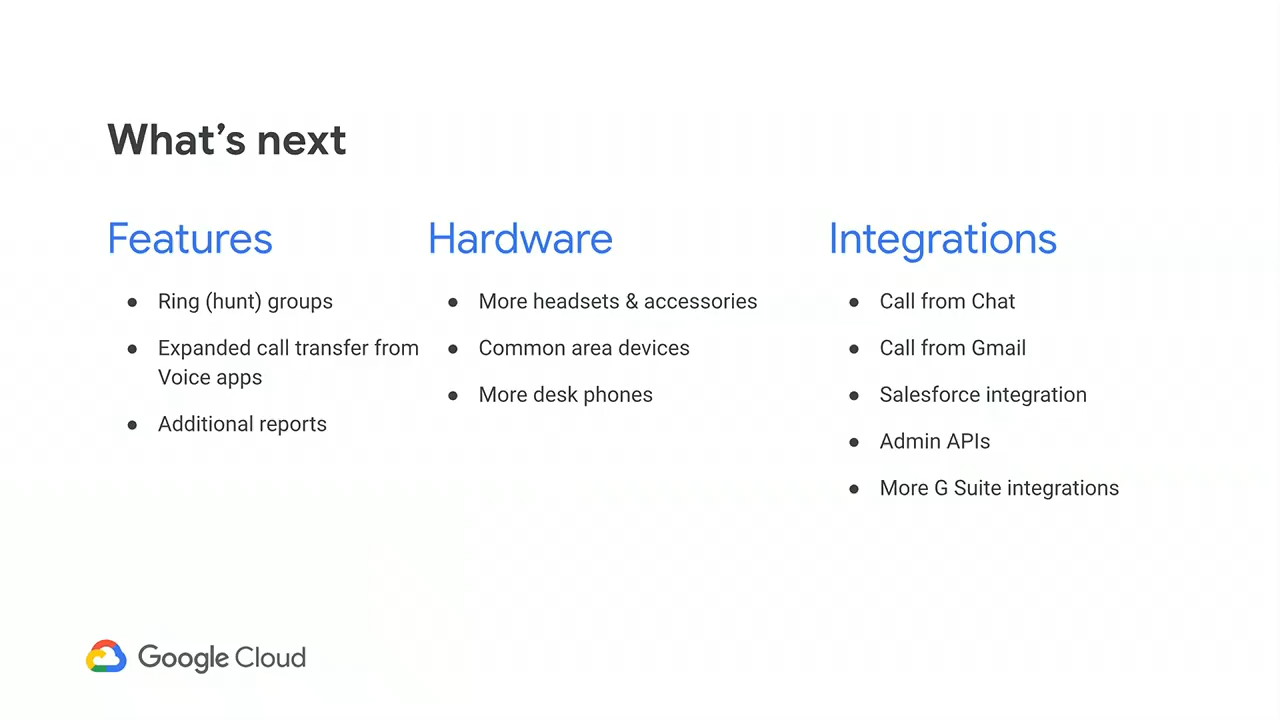 What's next
Features
● Ring (hunt) groups
● Expanded call transfer from
Voice apps
● Additional reports
Hardware
● More headsets & accessories
● Common area devices
● More desk phones
Integrations
● Call from Chat
● Call from Gmail
● Salesforce integration
● Admin APIs
● More G Suite integrations
Google Cloud